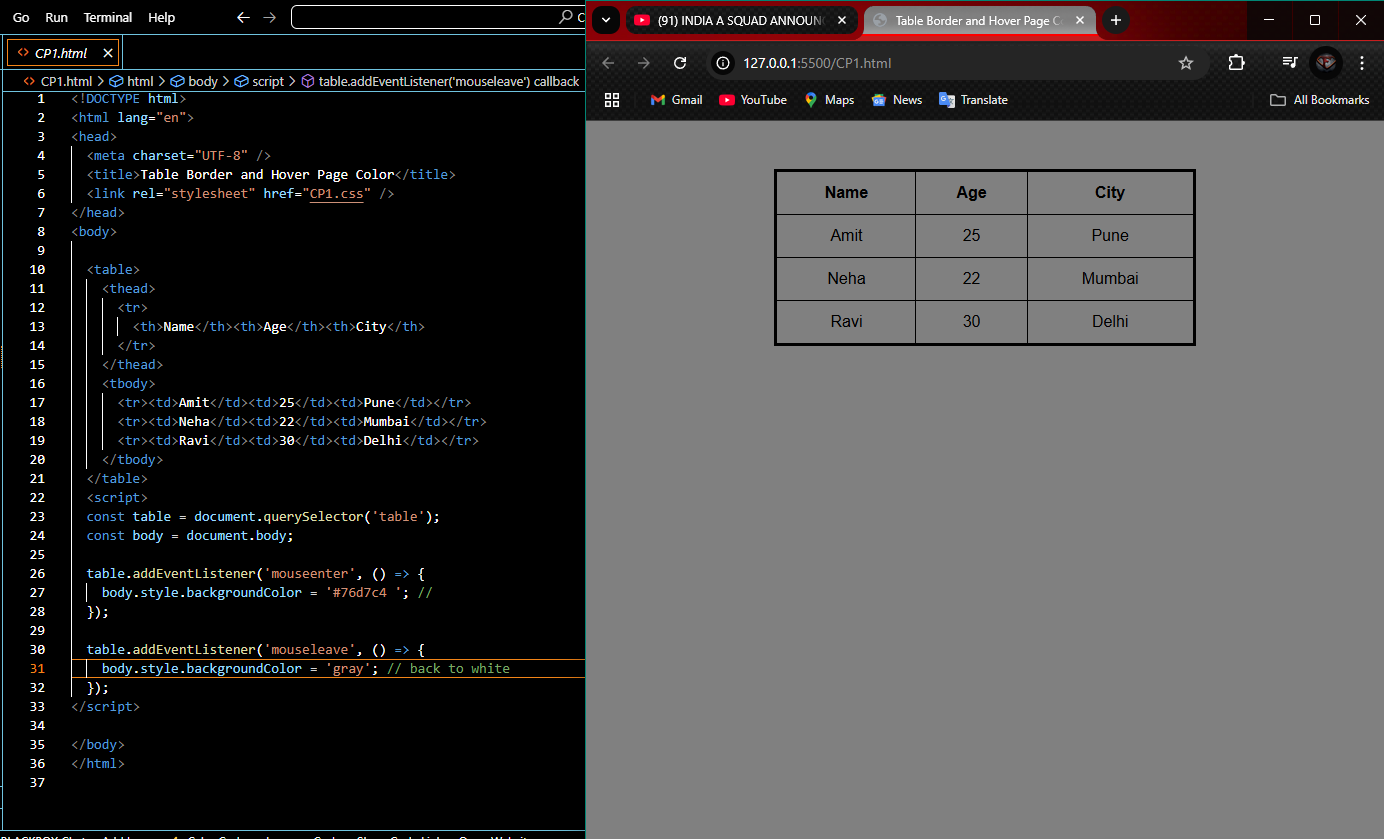 Go Run Terminal Help
CP1.html
CP1.html > html > body > script > table.addEventListener('mouseleave') callback
1 <!DOCTYPE html>
2 <html lang="en">
3 <head>
4 <meta charset="UTF-8" />
5 <title>Table Border and Hover Page Color</title>
6 <link rel="stylesheet" href="CP1.css" />
7 </head>
8 <body>
9
10 <table>
11 <thead>
12 <tr>
13 <th>Name</th><th>Age</th><th>City</th>
14 </tr>
15 </thead>
16 <tbody>
17 <tr><td>Amit</td><td>25</td><td>Pune</td></tr>
18 <tr><td>Neha</td><td>22</td><td>Mumbai</td></tr>
19 <tr><td>Ravi</td><td>30</td><td>Delhi</td></tr>
20 </tbody>
21 </table>
22 <script>
23 const table = document.querySelector('table');
24 const body = document.body;
25
26 table.addEventListener('mouseenter', () => {
27 body.style.backgroundColor = '#76d7c4 '; //
28 });
29
30 table.addEventListener('mouseleave', () => {
31 body.style.backgroundColor = 'gray'; // back to white
32 });
33 </script>
34
35 </body>
36 </html>
37
(91) INDIA A SQUAD ANNOUN
Table Border and Hover Page C
127.0.0.1:5500/CP1.html
Gmail YouTube Maps News Translate All Bookmarks
Name Age City
Amit 25 Pune
Neha 22 Mumbai
Ravi 30 Delhi